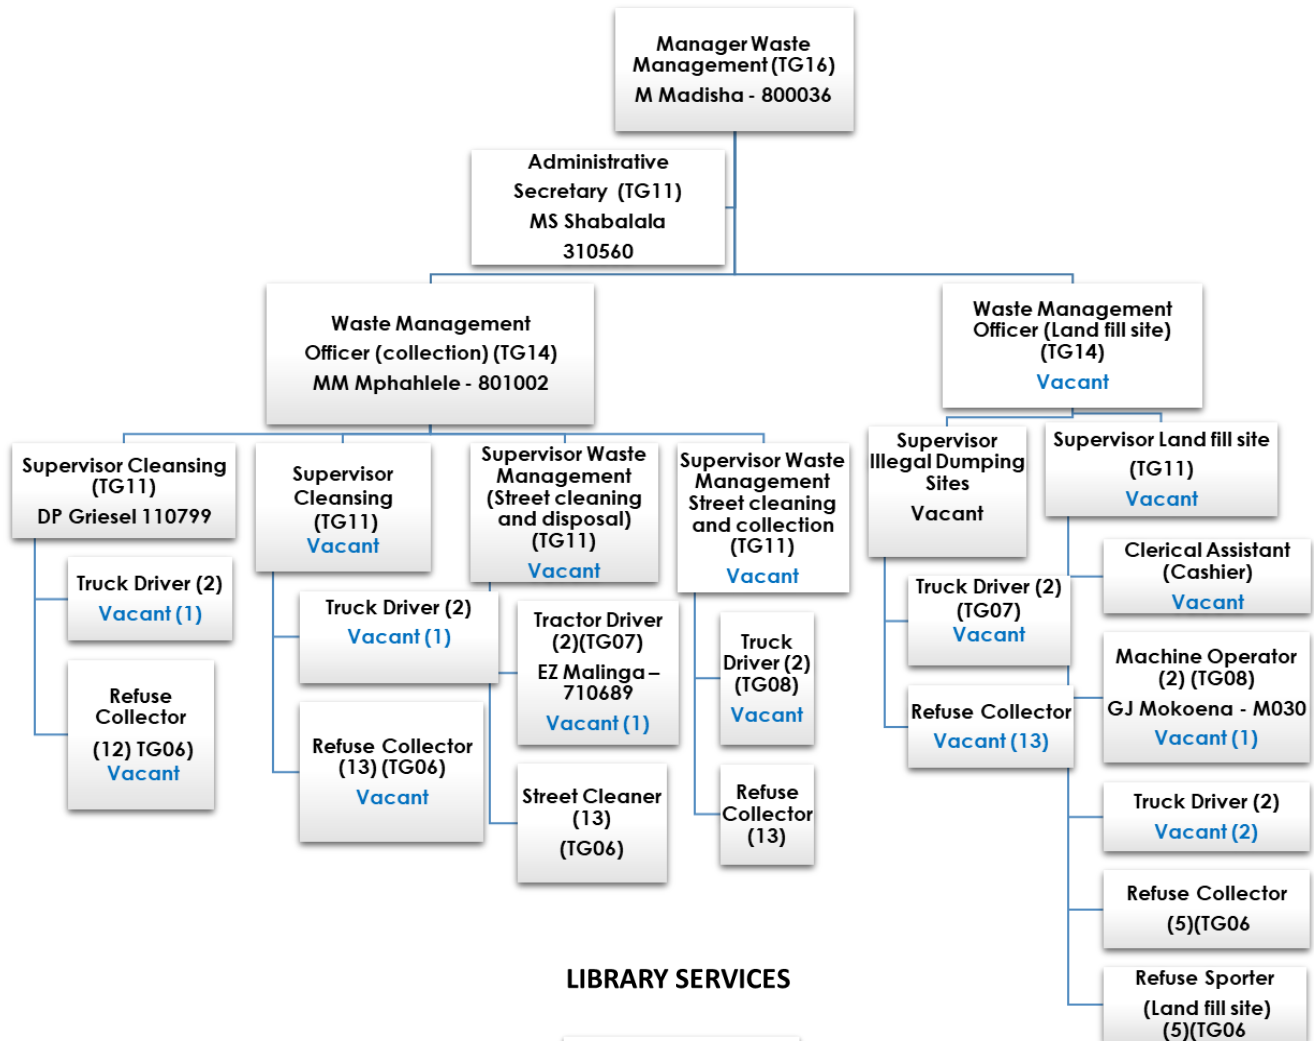 Manager Waste
Management (TG16)
M Madisha - 800036
Administrative
Secretary (TG11)
MS Shabalala
310560
Waste Management
Officer (collection) (TG14)
MM Mphahlele - 801002
Waste Management
Officer (Land fill site)
(TG14)
Vacant
Supervisor Cleansing
(TG11)
DP Griesel 110799
Truck Driver (2)
Vacant (1)
Refuse
Collector
(12) TG06)
Vacant
Supervisor
Cleansing
(TG11)
Vacant
Truck Driver (2)
Vacant (1)
Refuse Collector
(13) (TG06)
Vacant
Supervisor Waste
Management
(Street cleaning
and disposal)
(TG11)
Vacant
Tractor Driver
(2)(TG07)
EZ Malinga –
710689
Vacant (1)
Street Cleaner
(13)
(TG06)
Supervisor Waste
Management
Street cleaning
and collection
(TG11)
Vacant
Truck
Driver (2)
(TG08)
Vacant
Refuse
Collector
(13)
Supervisor
Illegal Dumping
Sites
Vacant
Truck Driver (2)
(TG07)
Vacant
Refuse Collector
Vacant (13)
Supervisor Land fill site
(TG11)
Vacant
Clerical Assistant
(Cashier)
Vacant
Machine Operator
(2) (TG08)
GJ Mokoena - M030
Vacant (1)
Truck Driver (2)
Vacant (2)
Refuse Collector
(5)(TG06
Refuse Sporter
(Land fill site)
(5)(TG06
LIBRARY SERVICES